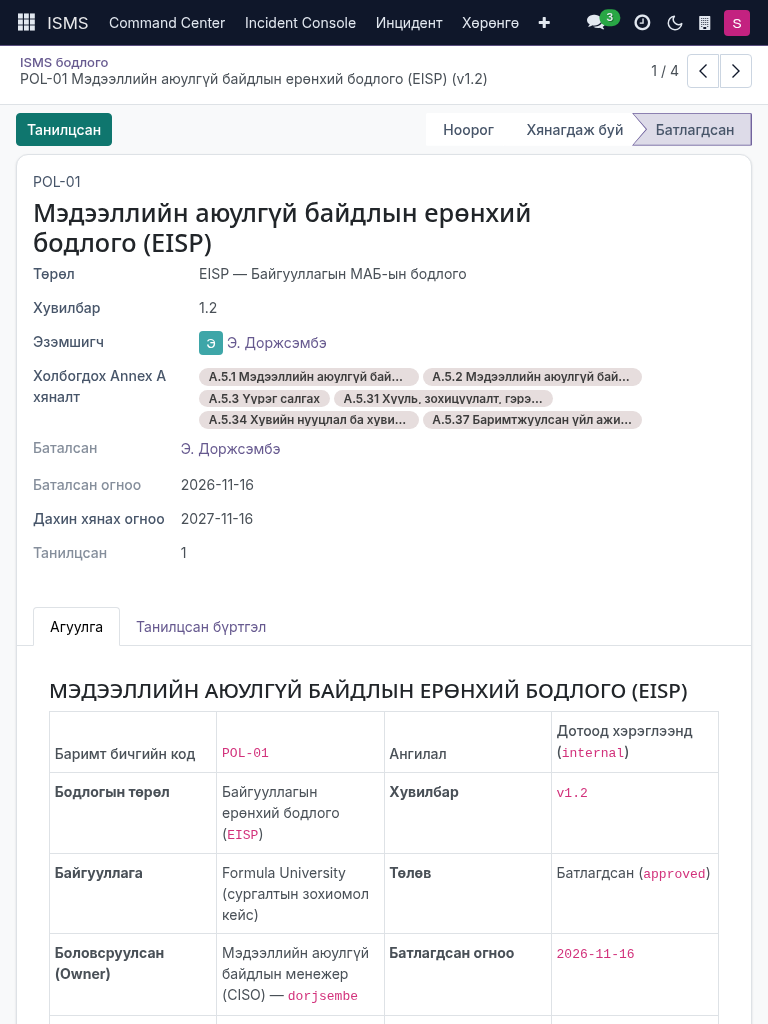 ISMS Command Center Incident Console Инцидент Хөрөнгө 3 S
ISMS бодлого
POL-01 Мэдээллийн аюулгүй байдлын ерөнхий бодлого (EISP) (v1.2)
1 / 4
Танилцсан Ноорог Хянагдаж буй Батлагдсан
POL-01
Мэдээллийн аюулгүй байдлын ерөнхий
бодлого (EISP)
Төрөл EISP — Байгууллагын МАБ-ын бодлого
Хувилбар 1.2
Эзэмшигч Э Э. Доржсэмбэ
Холбогдох Annex A A.5.1 Мэдээллийн аюулгүй бай... A.5.2 Мэдээллийн аюулгүй бай...
хяналт A.5.3 Үүрэг салгах A.5.31 Хууль, зохицуулалт, гэрэ...
A.5.34 Хувийн нууцлал ба хуви... A.5.37 Баримтжуулсан үйл ажи...
Баталсан Э. Доржсэмбэ
Баталсан огноо 2026-11-16
Дахин хянах огноо 2027-11-16
Танилцсан 1
Агуулга Танилцсан бүртгэл
МЭДЭЭЛЛИЙН АЮУЛГҮЙ БАЙДЛЫН ЕРӨНХИЙ БОДЛОГО (EISP)
Баримт бичгийн код POL-01 Ангилал Дотоод хэрэглээнд
(internal)
Бодлогын төрөл Байгууллагын Хувилбар v1.2
ерөнхий бодлого
(EISP)
Байгууллага Formula University Төлөв Батлагдсан (approved)
(сургалтын зохиомол
кейс)
Боловсруулсан Мэдээллийн аюулгүй Батлагдсан огноо 2026-11-16
(Owner) байдлын менежер
(CISO) — dorjsembe